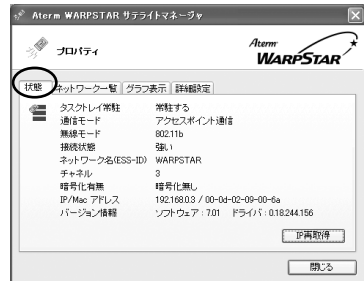 Aterm WARPSTAR サテライトマネージャ
プロパティ
Aterm WARPSTAR
状態 ネットワーク一覧 グラフ表示 詳細設定
タスクトレイ常駐 常駐する
通信モード アクセスポイント通信
無線モード 802.11b
接続状態 強い
ネットワーク名(ESS-ID) WARPSTAR
チャネル 3
暗号化有無 暗号化無し
IP/Mac アドレス 192.168.0.3 / 00-0d-02-09-00-6a
バージョン情報 ソフトウェア : 7.01 ドライバ : 0.18.244.156
IP再取得
閉じる